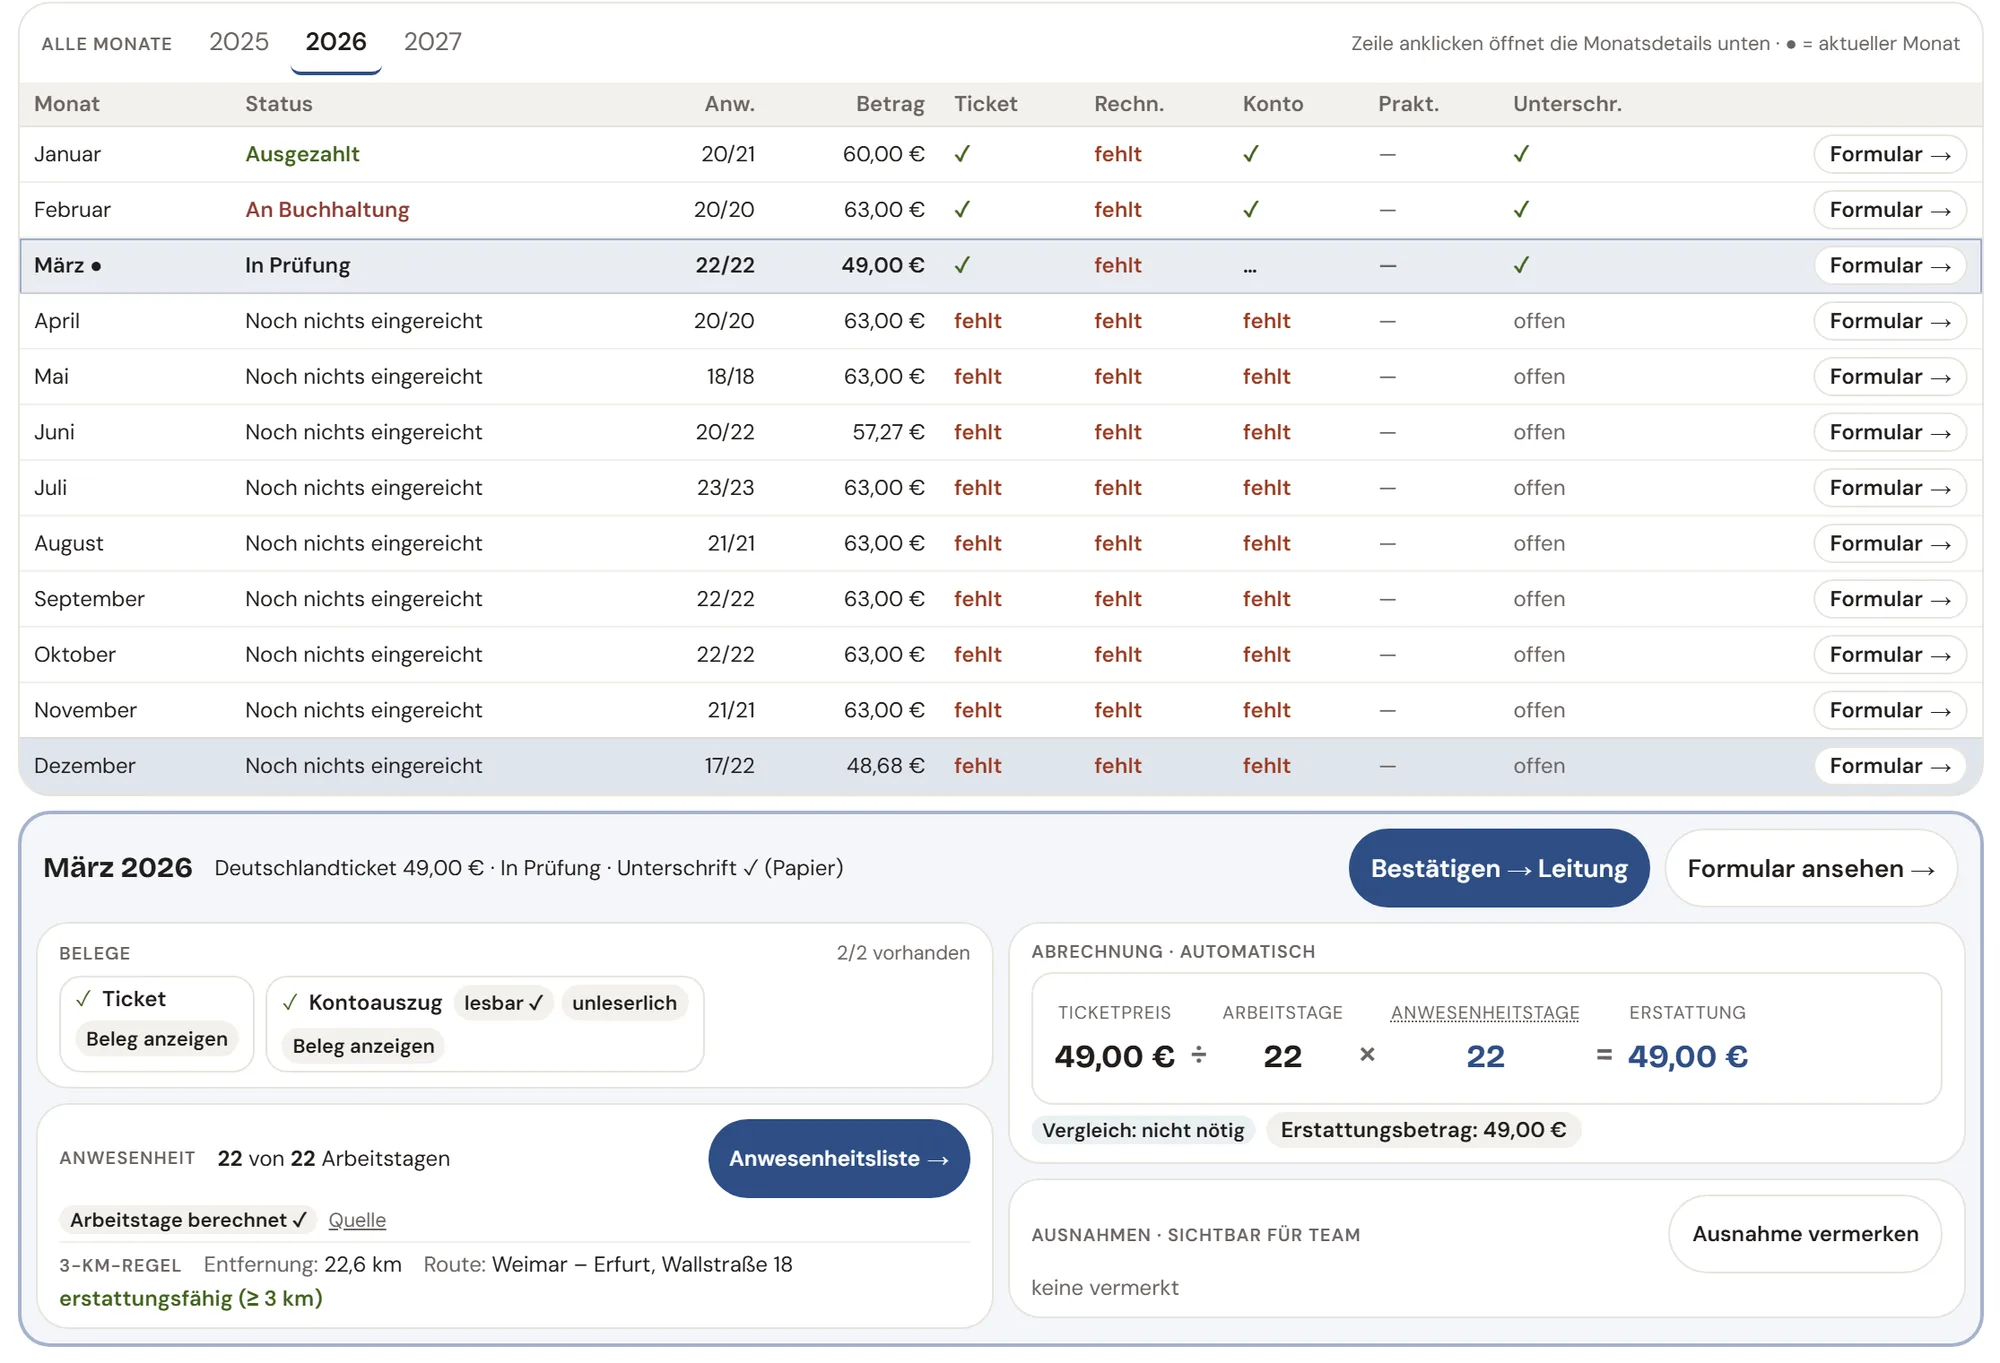 ALLE MONATE 2025 2026 2027 Zeile anklicken öffnet die Monatsdetails unten · ● = aktueller Monat
Monat Status Anw. Betrag Ticket Rechn. Konto Prakt. Unterschr.
Januar Ausgezahlt 20/21 60,00 € ✓ fehlt ✓ — ✓ Formular →
Februar An Buchhaltung 20/20 63,00 € ✓ fehlt ✓ — ✓ Formular →
März ● In Prüfung 22/22 49,00 € ✓ fehlt … — ✓ Formular →
April Noch nichts eingereicht 20/20 63,00 € fehlt fehlt fehlt — offen Formular →
Mai Noch nichts eingereicht 18/18 63,00 € fehlt fehlt fehlt — offen Formular →
Juni Noch nichts eingereicht 20/22 57,27 € fehlt fehlt fehlt — offen Formular →
Juli Noch nichts eingereicht 23/23 63,00 € fehlt fehlt fehlt — offen Formular →
August Noch nichts eingereicht 21/21 63,00 € fehlt fehlt fehlt — offen Formular →
September Noch nichts eingereicht 22/22 63,00 € fehlt fehlt fehlt — offen Formular →
Oktober Noch nichts eingereicht 22/22 63,00 € fehlt fehlt fehlt — offen Formular →
November Noch nichts eingereicht 21/21 63,00 € fehlt fehlt fehlt — offen Formular →
Dezember Noch nichts eingereicht 17/22 48,68 € fehlt fehlt fehlt — offen Formular →
März 2026 Deutschlandticket 49,00 € · In Prüfung · Unterschrift ✓ (Papier) Bestätigen → Leitung Formular ansehen →
BELEGE 2/2 vorhanden
✓ Ticket
Beleg anzeigen
✓ Kontoauszug lesbar ✓ unleserlich
Beleg anzeigen
ANWESENHEIT 22 von 22 Arbeitstagen Anwesenheitsliste →
Arbeitstage berechnet ✓ Quelle
3-KM-REGEL Entfernung: 22,6 km Route: Weimar – Erfurt, Wallstraße 18
erstattungsfähig (≥ 3 km)
ABRECHNUNG · AUTOMATISCH
TICKETPREIS ARBEITSTAGE ANWESENHEITSTAGE ERSTATTUNG
49,00 € ÷ 22 × 22 = 49,00 €
Vergleich: nicht nötig Erstattungsbetrag: 49,00 €
AUSNAHMEN · SICHTBAR FÜR TEAM Ausnahme vermerken
keine vermerkt